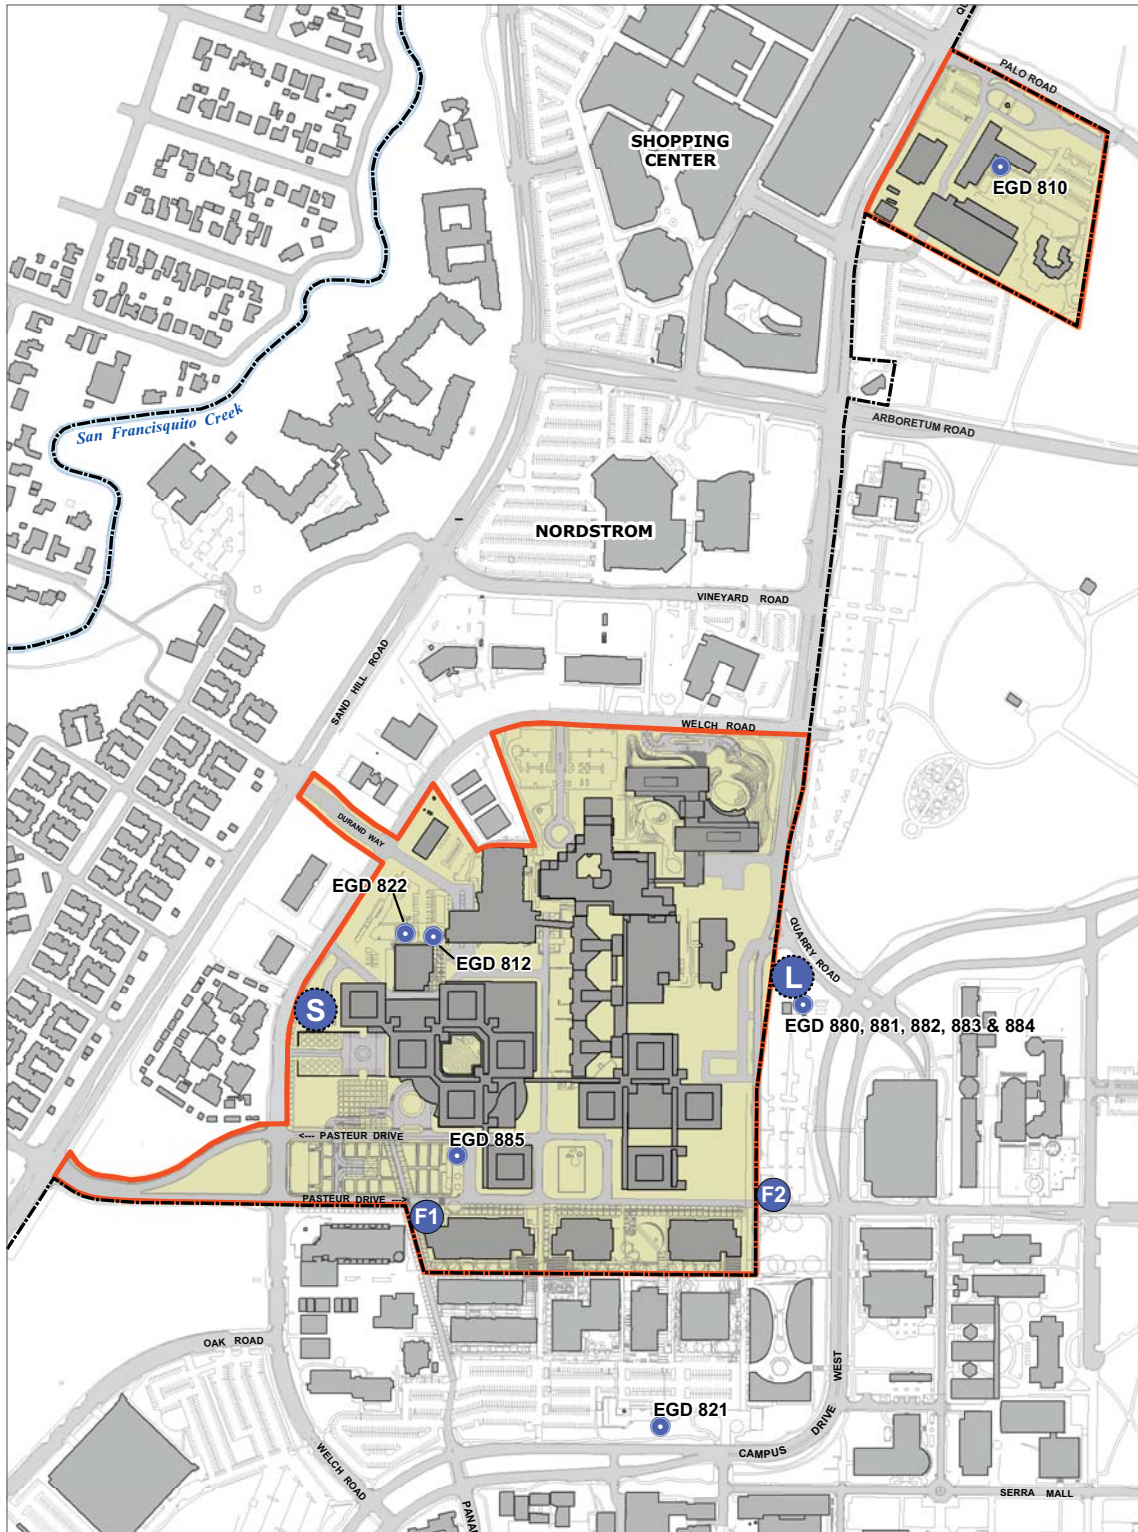 QU
PALO ROAD
SHOPPING
CENTER
EGD 810
San Francisquito Creek
ARBORETUM ROAD
NORDSTROM
VINEYARD ROAD
SAND HILL ROAD
WELCH ROAD
DURAND WAY
EGD 822
EGD 812
QUARRY ROAD
L
S
EGD 880, 881, 882, 883 & 884
<--- PASTEUR DRIVE
EGD 885
PASTEUR DRIVE --->
F1
F2
OAK ROAD
EGD 821
CAMPUS DRIVE WEST
WELCH ROAD
SERRA MALL
PANA